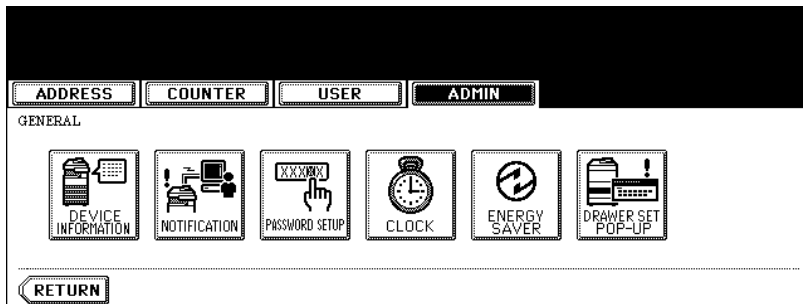 ADDRESS COUNTER USER ADMIN
GENERAL
XXXXX
DEVICE INFORMATION NOTIFICATION PASSWORD SETUP CLOCK ENERGY SAVER DRAWER SET POP-UP
RETURN